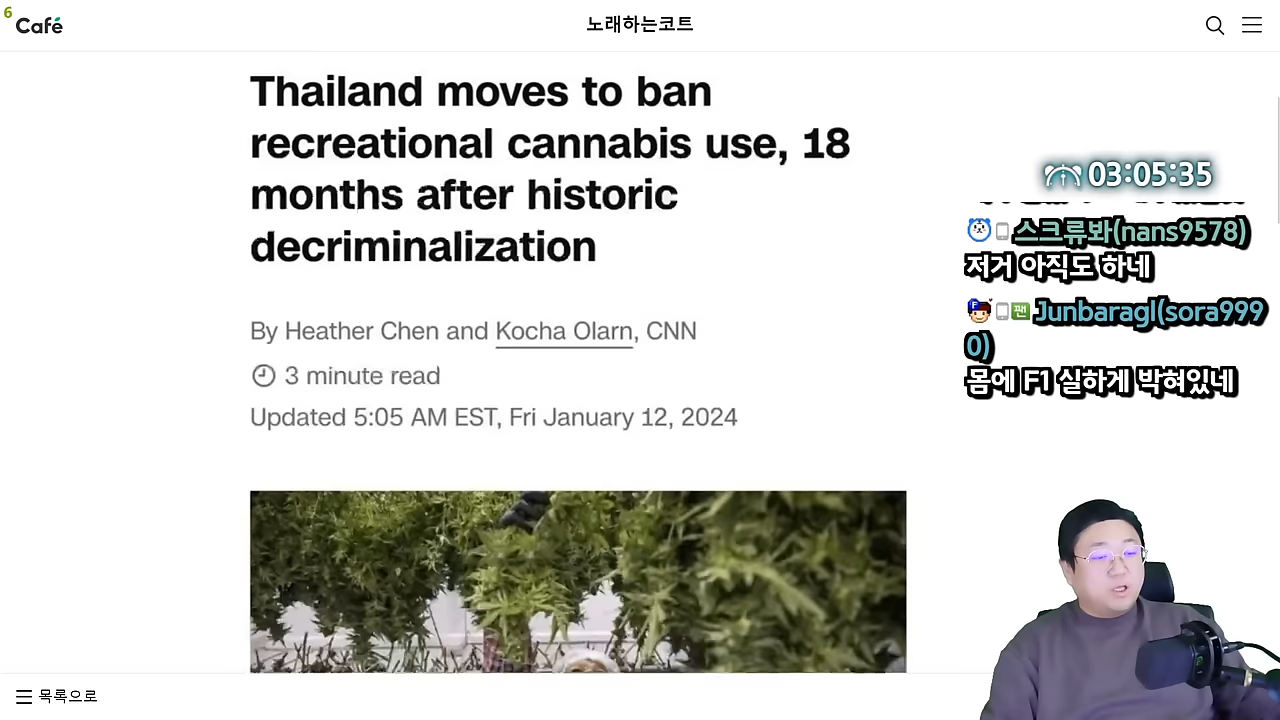 6
Café
노래하는코트
Thailand moves to ban
recreational cannabis use, 18
months after historic
decriminalization
By Heather Chen and Kocha Olarn, CNN
3 minute read
Updated 5:05 AM EST, Fri January 12, 2024
03:05:35
스크류봐(nans9578)
저거 아직도 하네
팬 Junbaragl(sora999
0)
몸에 F1 실하게 박혀있네
목록으로